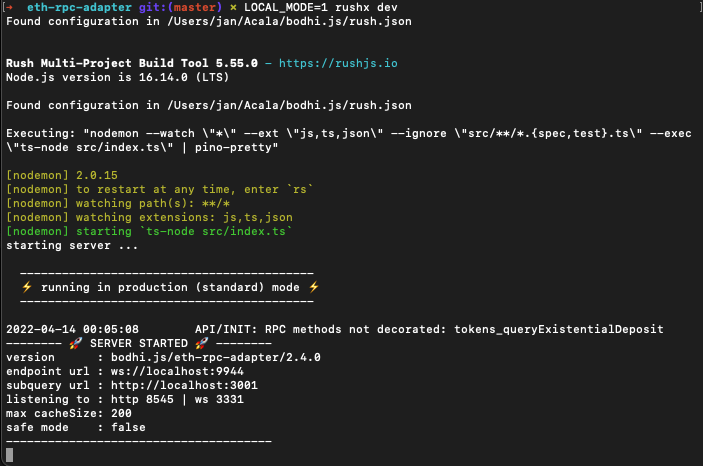 [→ eth-rpc-adapter git:(master) × LOCAL_MODE=1 rushx dev ]
Found configuration in /Users/jan/Acala/bodhi.js/rush.json
Rush Multi-Project Build Tool 5.55.0 - https://rushjs.io
Node.js version is 16.14.0 (LTS)
Found configuration in /Users/jan/Acala/bodhi.js/rush.json
Executing: "nodemon --watch \"*\" --ext \"js,ts,json\" --ignore \"src/**/*.{spec,test}.ts\" --exec
\"ts-node src/index.ts\" | pino-pretty"
[nodemon] 2.0.15
[nodemon] to restart at any time, enter `rs`
[nodemon] watching path(s): **/*
[nodemon] watching extensions: js,ts,json
[nodemon] starting `ts-node src/index.ts`
starting server ...
------------------------------------------
⚡ running in production (standard) mode ⚡
------------------------------------------
2022-04-14 00:05:08        API/INIT: RPC methods not decorated: tokens_queryExistentialDeposit
-------- 🚀 SERVER STARTED 🚀 --------
version      : bodhi.js/eth-rpc-adapter/2.4.0
endpoint url : ws://localhost:9944
subquery url : http://localhost:3001
listening to : http 8545 | ws 3331
max cacheSize: 200
safe mode    : false
--------------------------------------